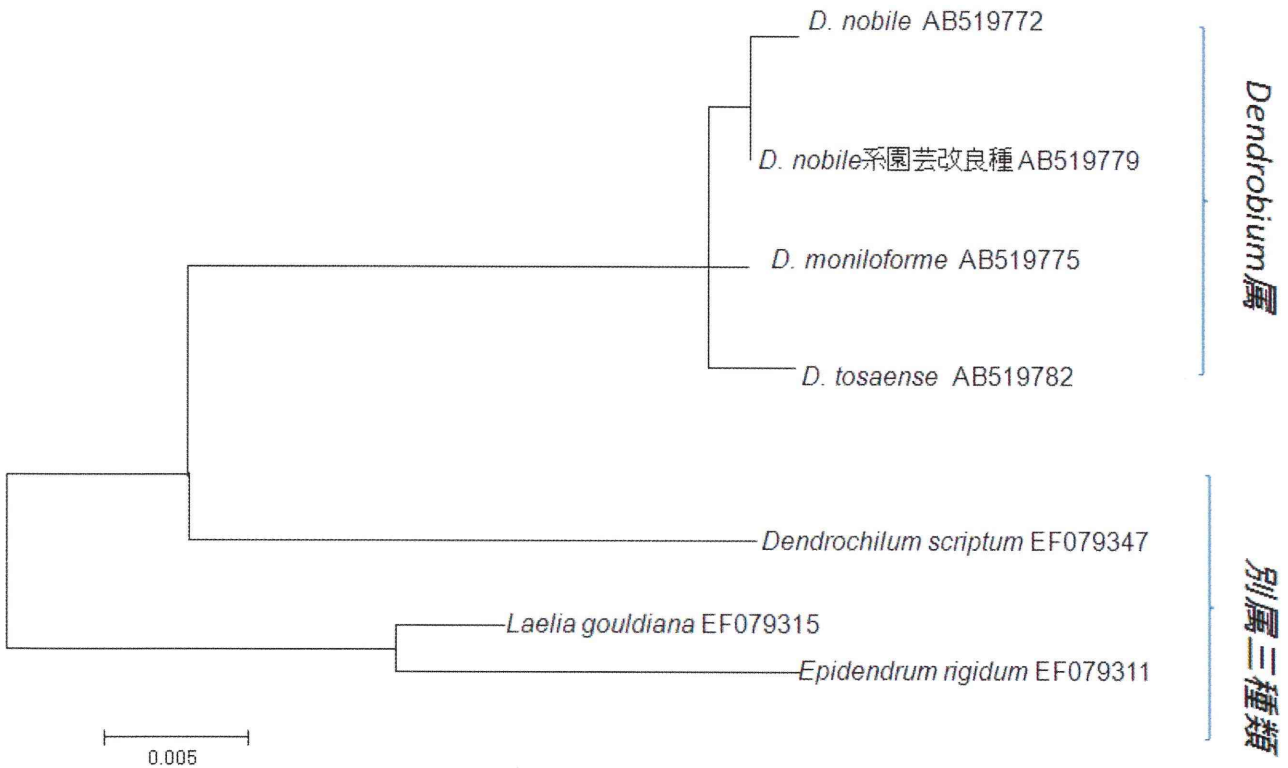 D. nobile AB519772
D. nobile系園芸改良種 AB519779
D. moniloforme AB519775
D. tosaense AB519782
Dendrobium属
Dendrochilum scriptum EF079347
Laelia gouldiana EF079315
Epidendrum rigidum EF079311
別属三種類
0.005